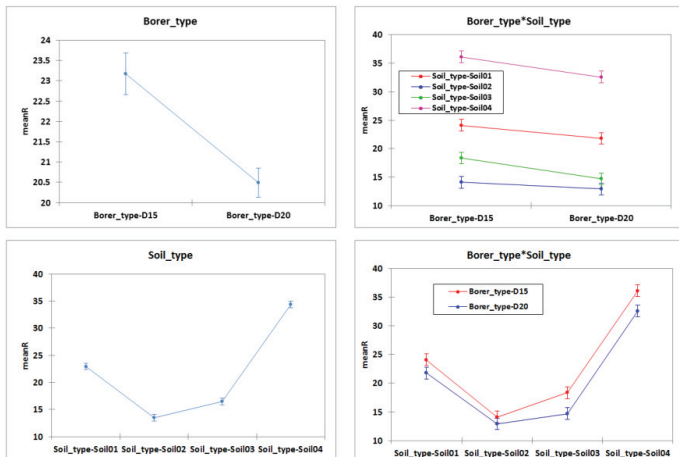 Borer_type
24
23.5
23
22.5
22
21.5
21
20.5
20
meanR
Borer_type-D15 Borer_type-D20
Borer_type*Soil_type
40
35
30
25
20
15
10
meanR
Soil_type-Soil01
Soil_type-Soil02
Soil_type-Soil03
Soil_type-Soil04
Borer_type-D15 Borer_type-D20
Soil_type
40
35
30
25
20
15
10
meanR
Soil_type-Soil01 Soil_type-Soil02 Soil_type-Soil03 Soil_type-Soil04
Borer_type*Soil_type
40
35
30
25
20
15
10
meanR
Borer_type-D15
Borer_type-D20
Soil_type-Soil01 Soil_type-Soil02 Soil_type-Soil03 Soil_type-Soil04